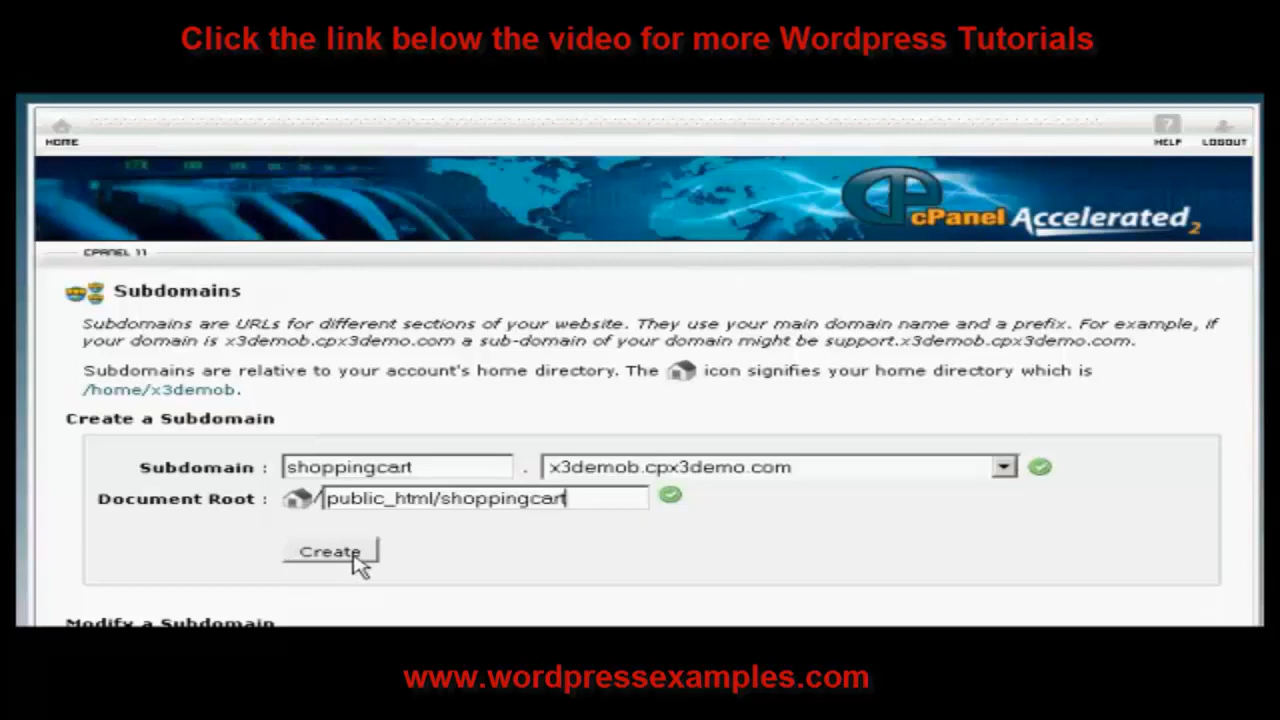 Click the link below the video for more Wordpress Tutorials
HOME
HELP LOGOUT
cPanel Accelerated2
CPANEL 11
Subdomains
Subdomains are URLs for different sections of your website. They use your main domain name and a prefix. For example, if
your domain is x3demob.cpx3demo.com a sub-domain of your domain might be support.x3demob.cpx3demo.com.
Subdomains are relative to your account's home directory. The icon signifies your home directory which is
/home/x3demob.
Create a Subdomain
Subdomain : shoppingcart . x3demob.cpx3demo.com
Document Root : /public_html/shoppingcart
Create
Modify a Subdomain
www.wordpressexamples.com